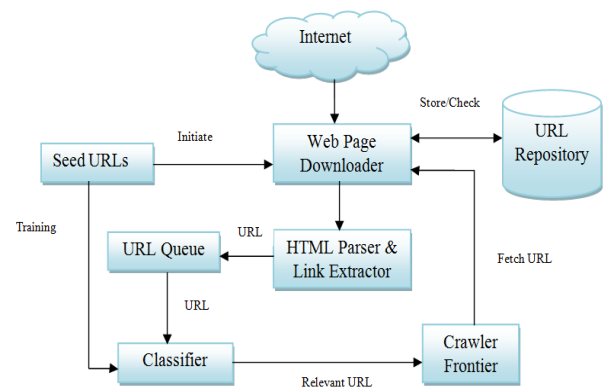 Internet
Store/Check
URL
Repository
Initiate
Web Page
Downloader
Seed URLs
Training
URL
URL Queue
HTML Parser &
Link Extractor
Fetch URL
URL
Classifier
Crawler
Frontier
Relevant URL